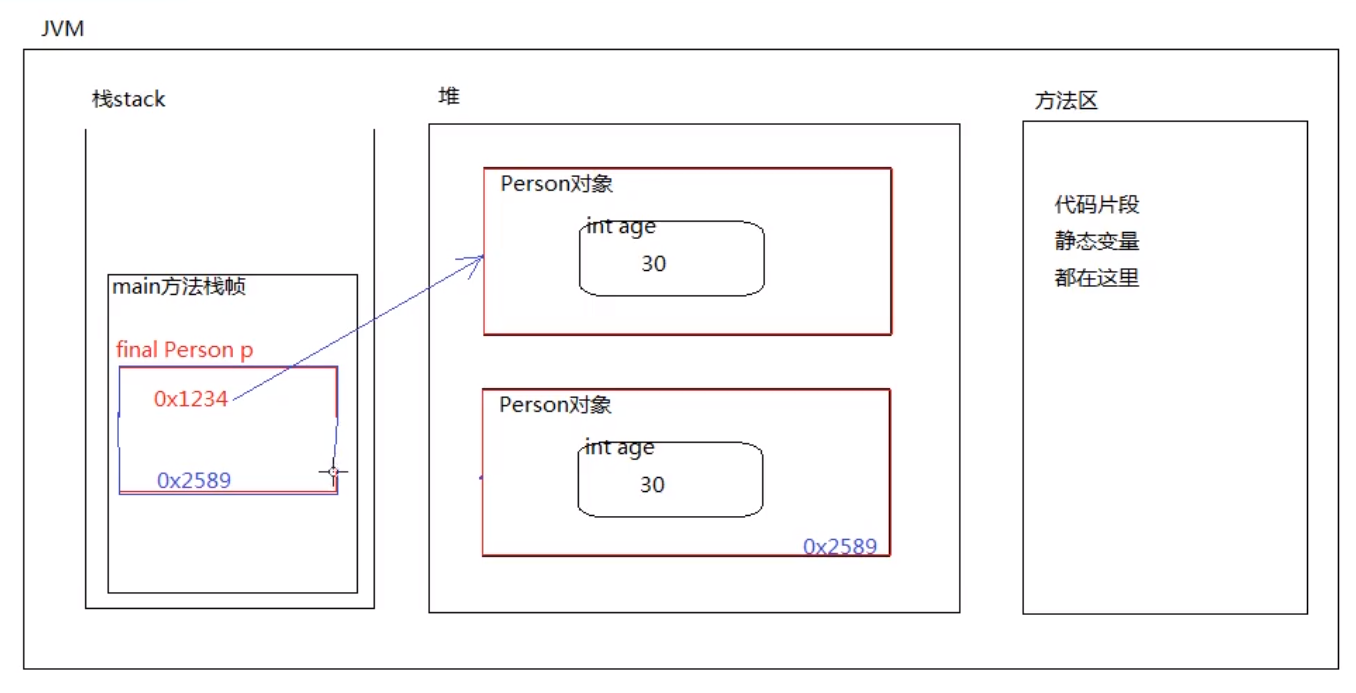 JVM
栈stack
堆
方法区
main方法栈帧
final Person p
0x1234
0x2589
Person对象
int age
30
Person对象
int age
30
0x2589
代码片段
静态变量
都在这里